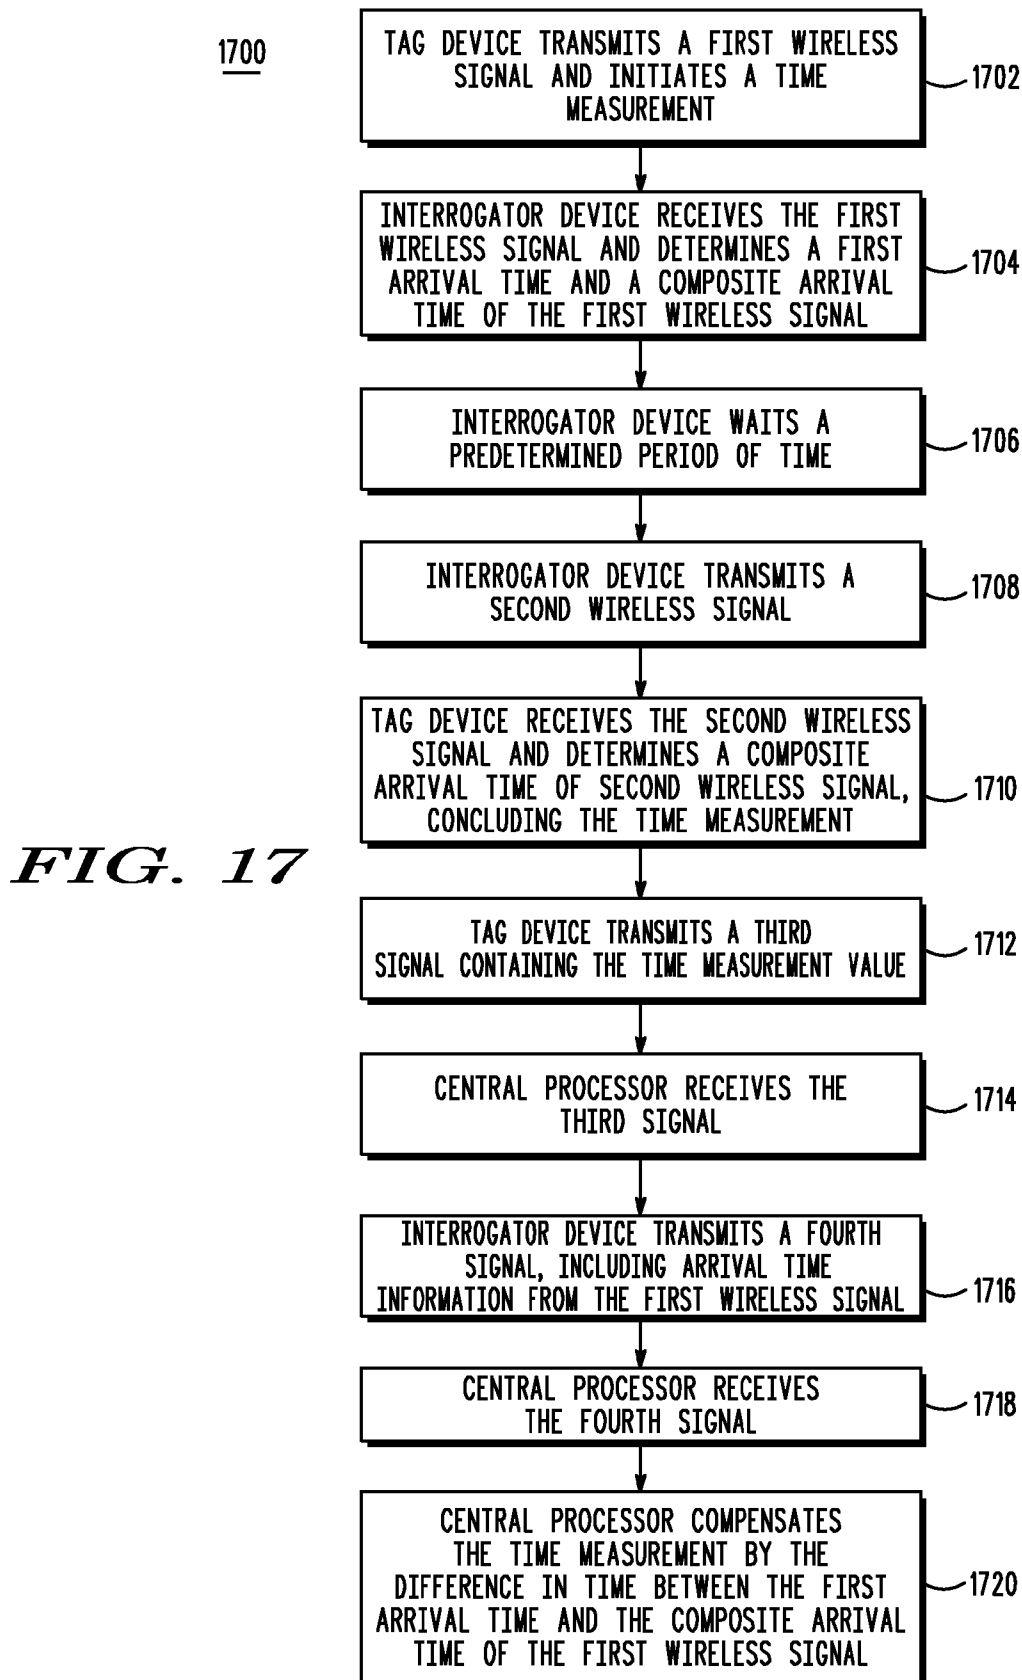 1700
TAG DEVICE TRANSMITS A FIRST WIRELESS
SIGNAL AND INITIATES A TIME
MEASUREMENT
1702
INTERROGATOR DEVICE RECEIVES THE FIRST
WIRELESS SIGNAL AND DETERMINES A FIRST
ARRIVAL TIME AND A COMPOSITE ARRIVAL
TIME OF THE FIRST WIRELESS SIGNAL
1704
INTERROGATOR DEVICE WAITS A
PREDETERMINED PERIOD OF TIME
1706
INTERROGATOR DEVICE TRANSMITS A
SECOND WIRELESS SIGNAL
1708
TAG DEVICE RECEIVES THE SECOND WIRELESS
SIGNAL AND DETERMINES A COMPOSITE
ARRIVAL TIME OF SECOND WIRELESS SIGNAL,
CONCLUDING THE TIME MEASUREMENT
1710
FIG. 17
TAG DEVICE TRANSMITS A THIRD
SIGNAL CONTAINING THE TIME MEASUREMENT VALUE
1712
CENTRAL PROCESSOR RECEIVES THE
THIRD SIGNAL
1714
INTERROGATOR DEVICE TRANSMITS A FOURTH
SIGNAL, INCLUDING ARRIVAL TIME
INFORMATION FROM THE FIRST WIRELESS SIGNAL
1716
CENTRAL PROCESSOR RECEIVES
THE FOURTH SIGNAL
1718
CENTRAL PROCESSOR COMPENSATES
THE TIME MEASUREMENT BY THE
DIFFERENCE IN TIME BETWEEN THE FIRST
ARRIVAL TIME AND THE COMPOSITE ARRIVAL
TIME OF THE FIRST WIRELESS SIGNAL
1720